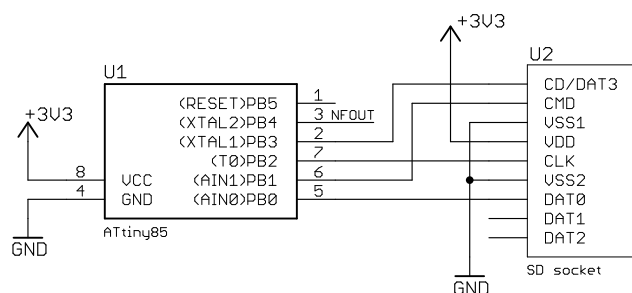 +3V3
U2
U1
CD/DAT3
CMD
VSS1
VDD
CLK
VSS2
DAT0
DAT1
DAT2
SD socket
GND
+3V3
8
4
VCC
GND
(RESET)PB5
(XTAL2)PB4
(XTAL1)PB3
(T0)PB2
(AIN1)PB1
(AIN0)PB0
1
3 NFOUT
2
7
6
5
ATtiny85
GND